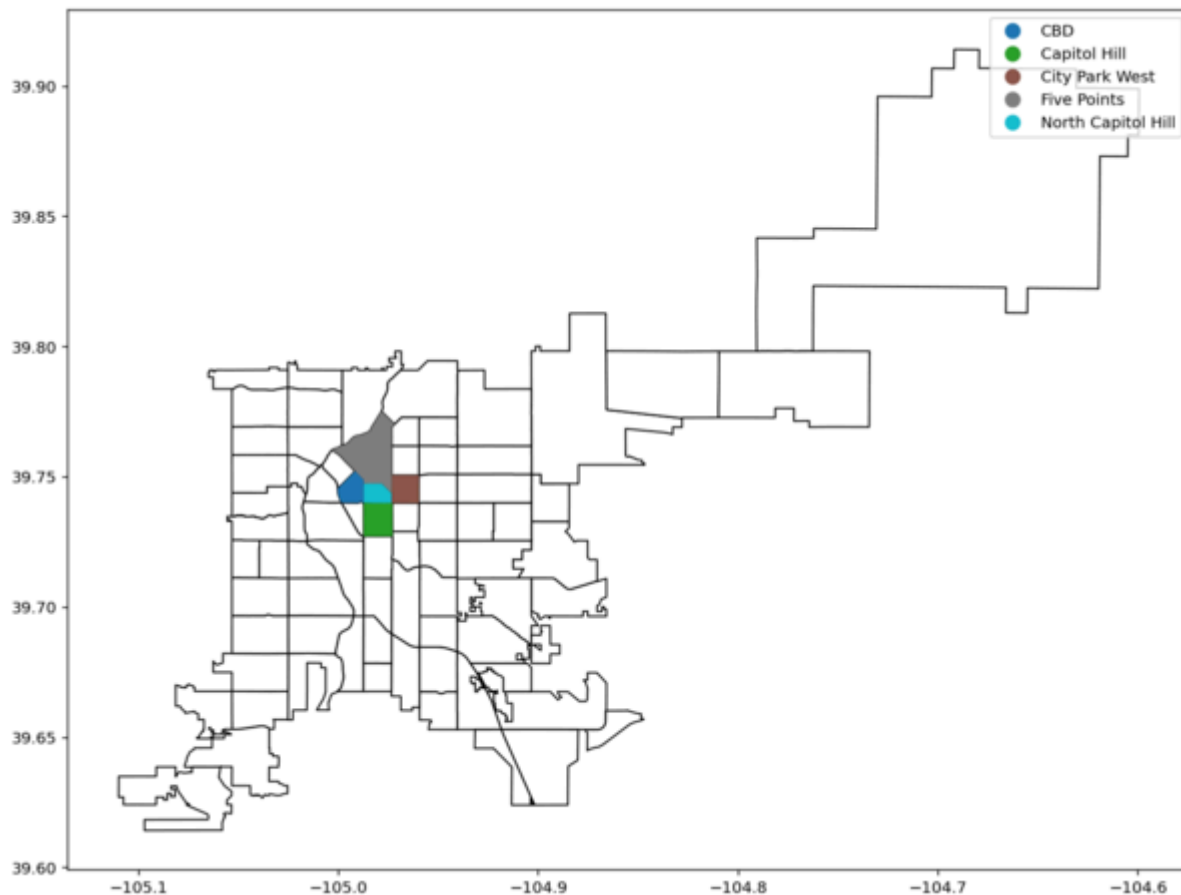 CBD
Capitol Hill
City Park West
Five Points
North Capitol Hill
39.90
39.85
39.80
39.75
39.70
39.65
39.60
−105.1
−105.0
−104.9
−104.8
−104.7
−104.6